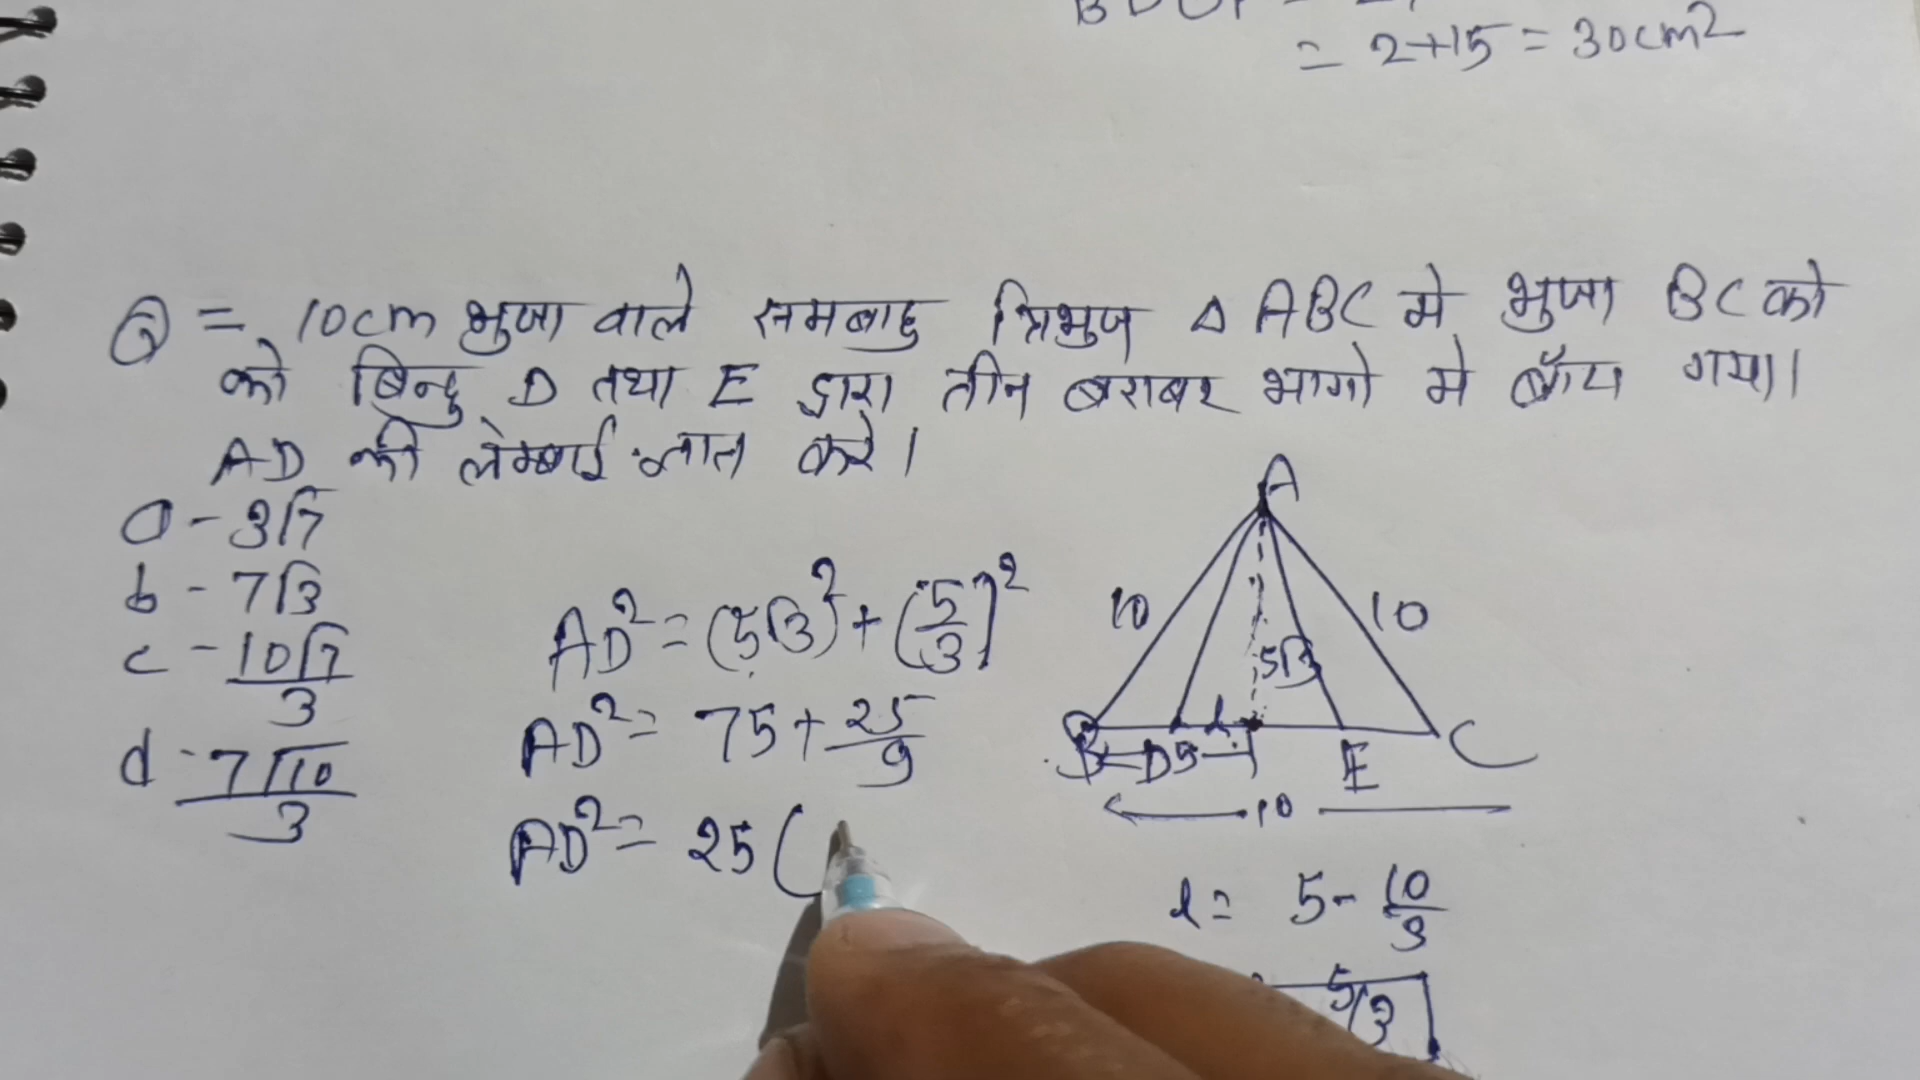 = 2+15 = 30cm²
Q = 10cm भुजा वाले समबाहु त्रिभुज Δ ABC मे भुजा BC को
को बिन्दु D तथा E द्वारा तीन बराबर भागो मे बाँटा गया।
AD की लम्बाई ज्ञात करे।
a - 3√7
b - 7√3
c - 10√7/3
d - 7√10/3
AD² = (5√3)² + (5/3)²
AD² = 75 + 25/9
AD² = 25 (
A
10
10
5√3
B
D
5
l
E
C
10
l = 5 - 10/3
5/3